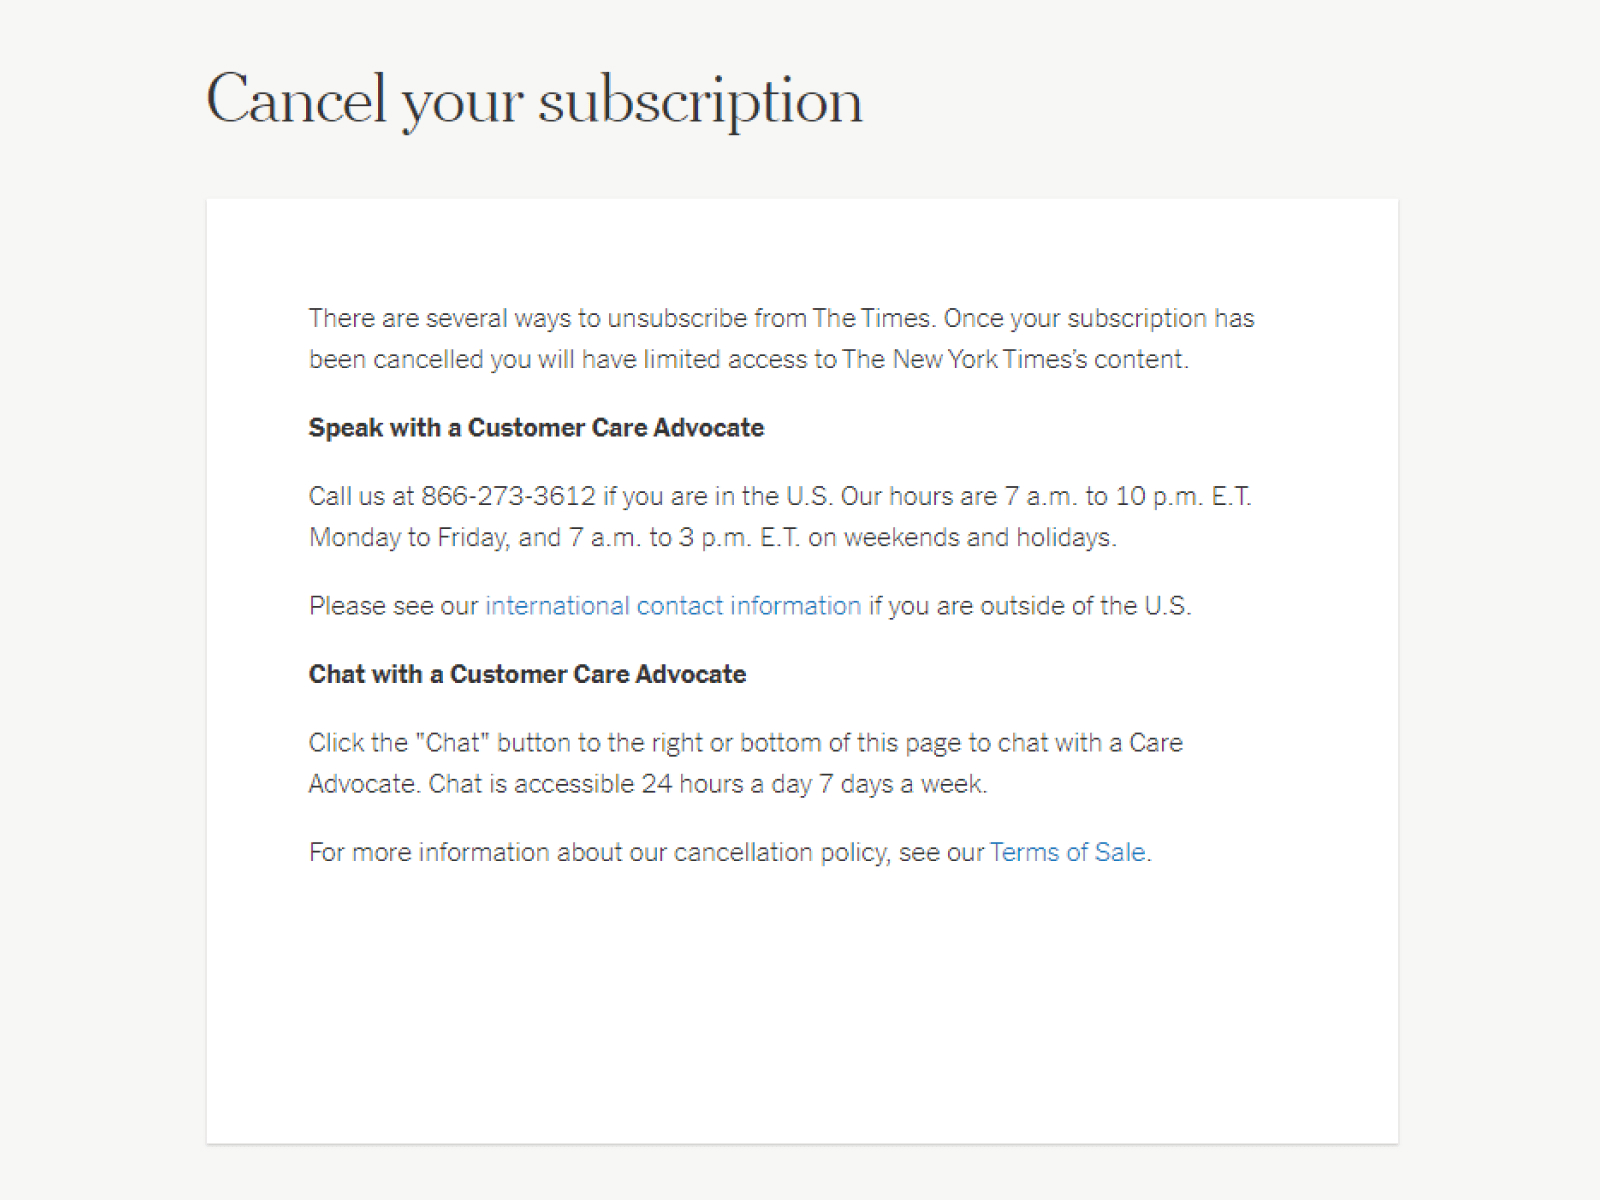 Cancel your subscription
There are several ways to unsubscribe from The Times. Once your subscription has
been cancelled you will have limited access to The New York Times’s content.
Speak with a Customer Care Advocate
Call us at 866-273-3612 if you are in the U.S. Our hours are 7 a.m. to 10 p.m. E.T.
Monday to Friday, and 7 a.m. to 3 p.m. E.T. on weekends and holidays.
Please see our international contact information if you are outside of the U.S.
Chat with a Customer Care Advocate
Click the "Chat" button to the right or bottom of this page to chat with a Care
Advocate. Chat is accessible 24 hours a day 7 days a week.
For more information about our cancellation policy, see our Terms of Sale.